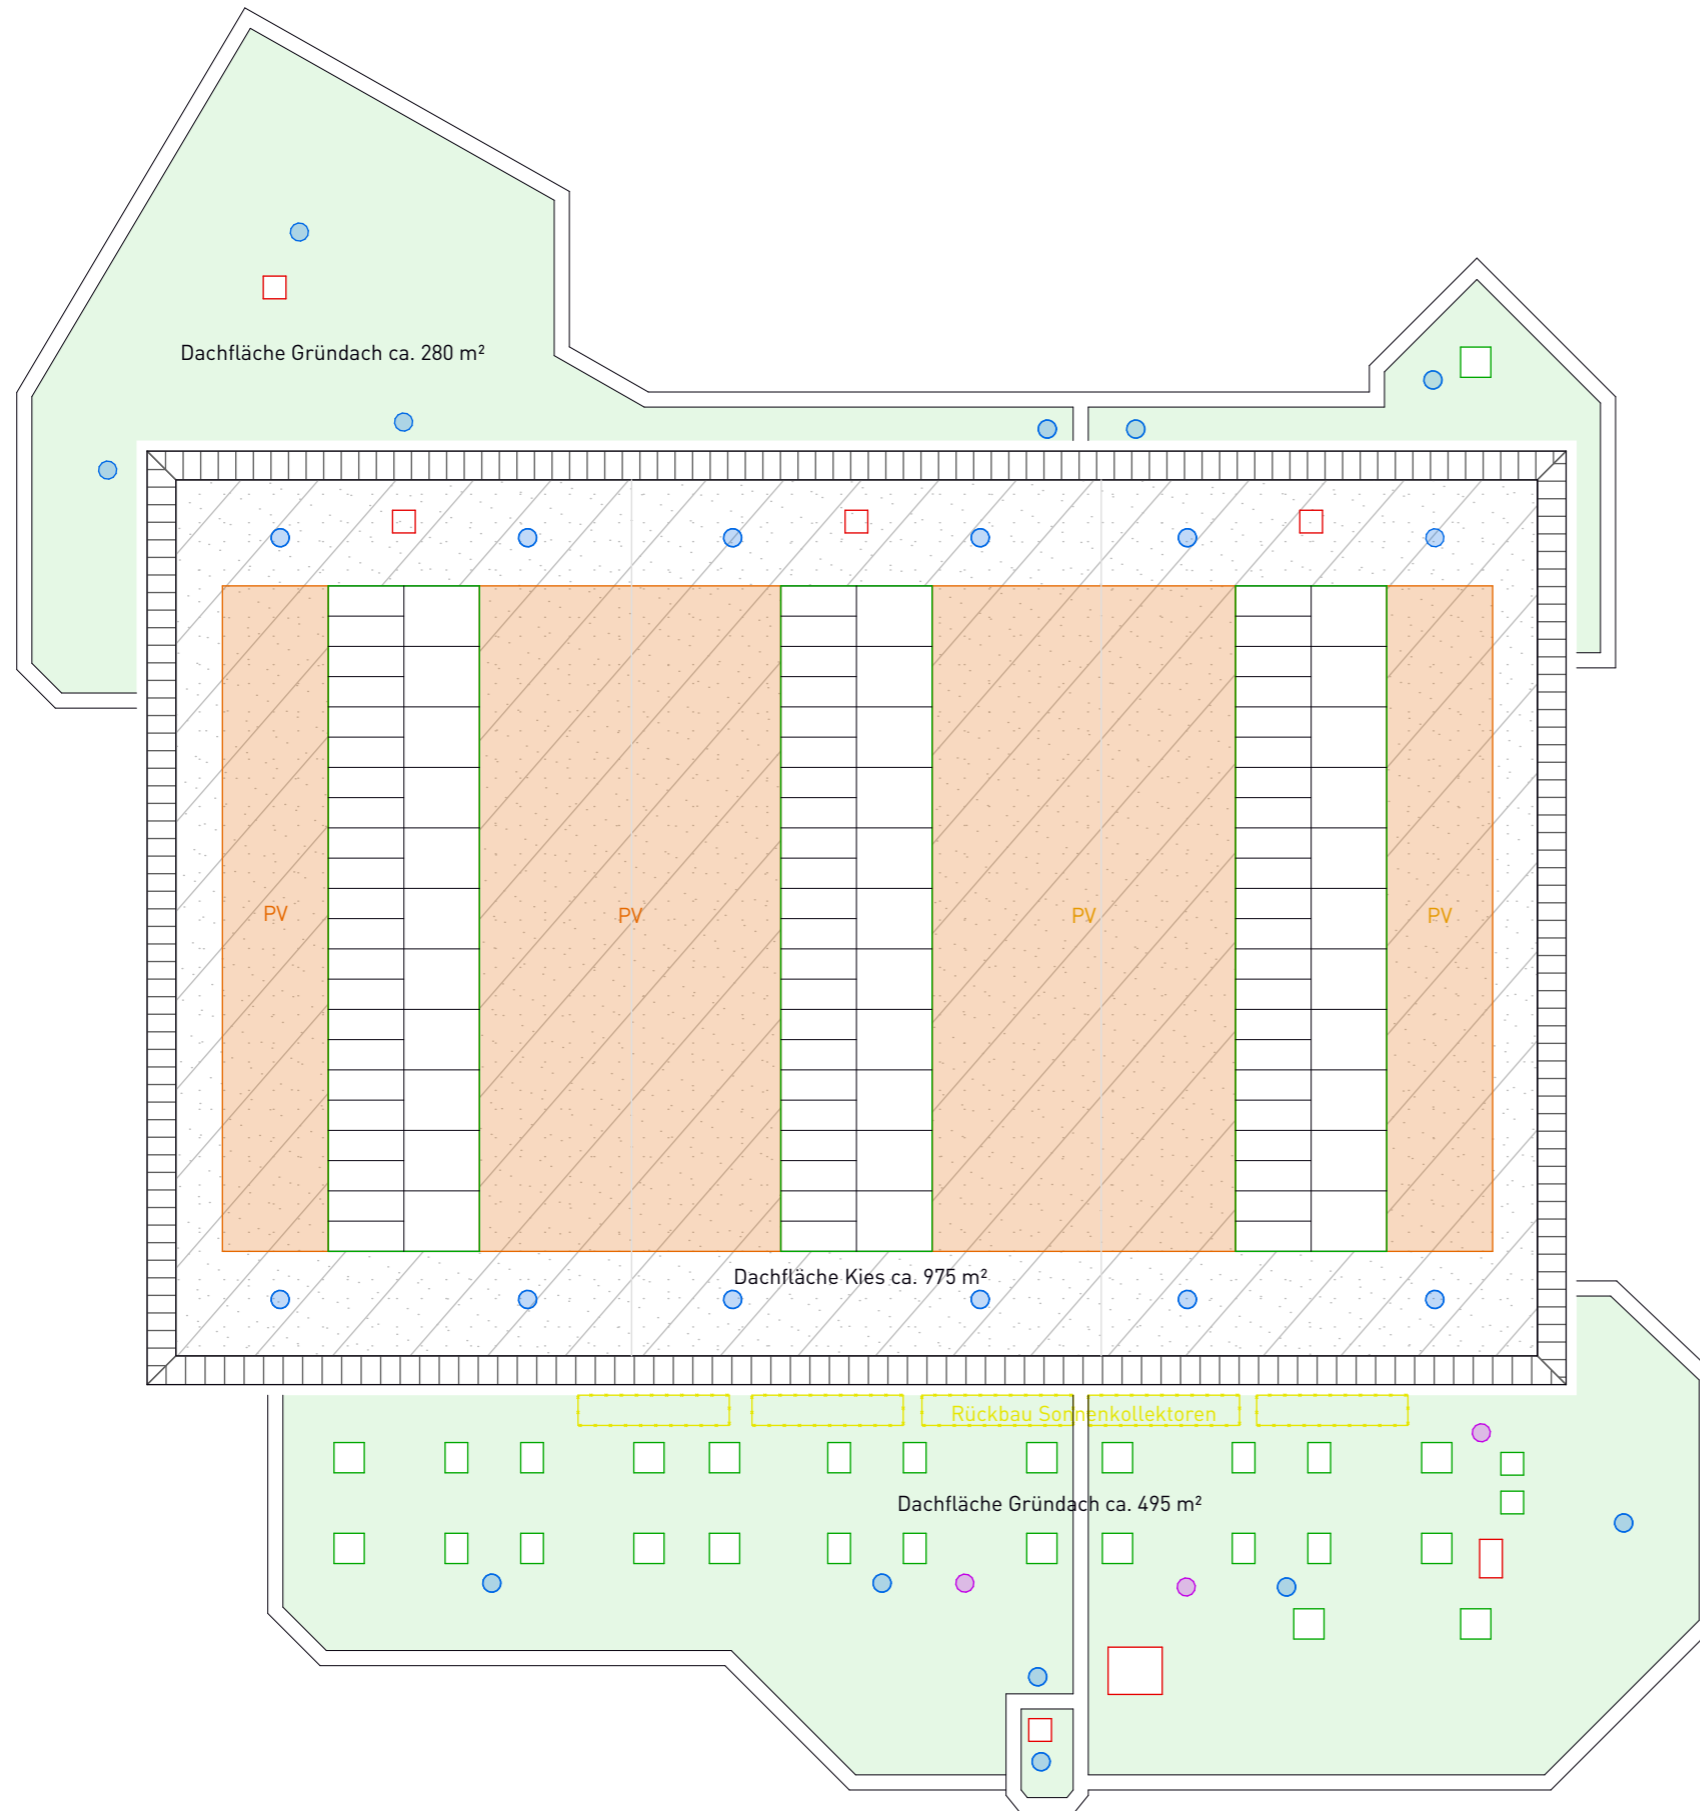 Dachfläche Gründach ca. 280 m²
PV
PV
PV
PV
Dachfläche Kies ca. 975 m²
Rückbau Sonnenkollektoren
Dachfläche Gründach ca. 495 m²